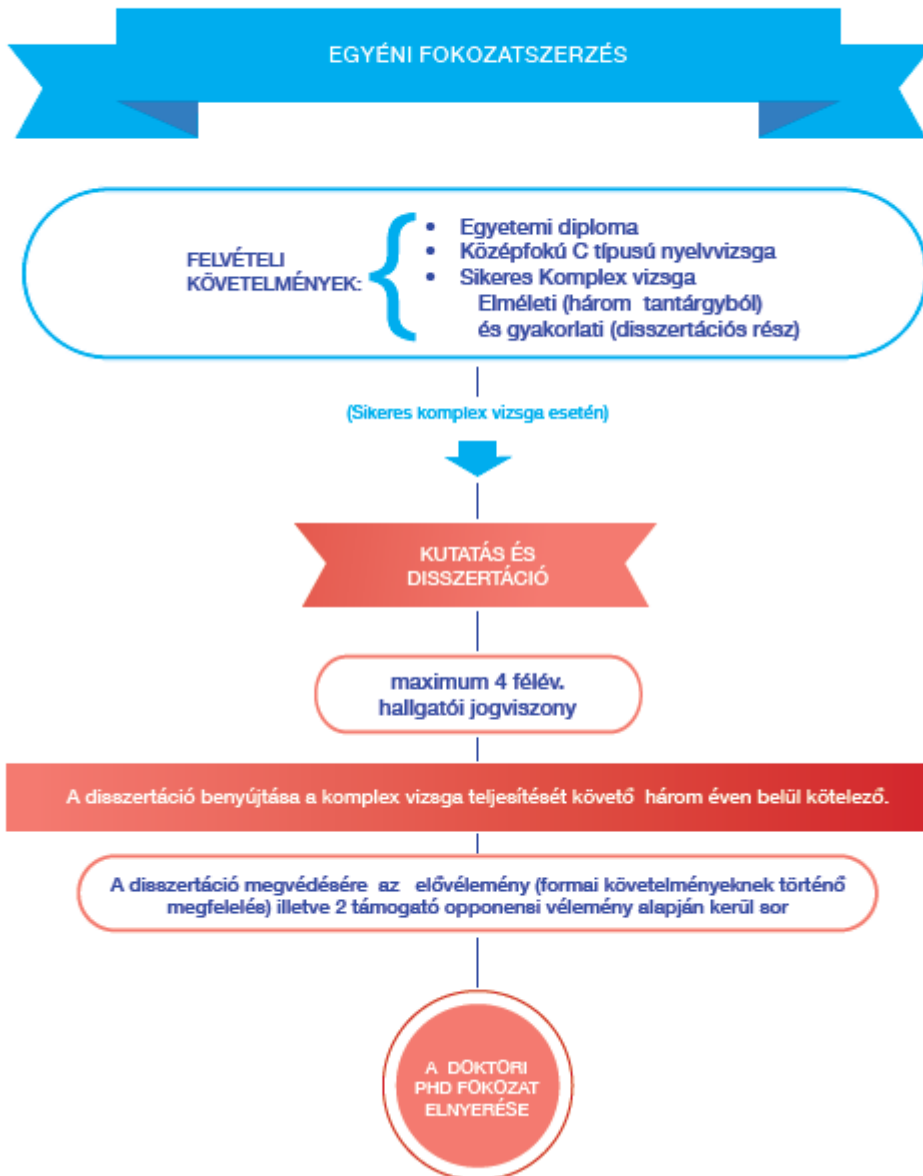 EGYÉNI FOKOZATSZERZÉS
FELVÉTELI
KÖVETELMÉNYEK:
• Egyetemi diploma
• Középfokú C típusú nyelvvizsga
• Sikeres Komplex vizsga
Elméleti (három tantárgyból)
és gyakorlati (disszertációs rész)
(Sikeres komplex vizsga esetén)
KUTATÁS ÉS
DISSZERTÁCIÓ
maximum 4 félév.
hallgatói jogviszony
A disszertáció benyújtása a komplex vizsga teljesítését követő három éven belül kötelező.
A disszertáció megvédésére az elővélemény (formai követelményeknek történő
megfelelés) illetve 2 támogató opponensi vélemény alapján kerül sor
A DOKTORI
PHD FOKOZAT
ELNYERÉSE